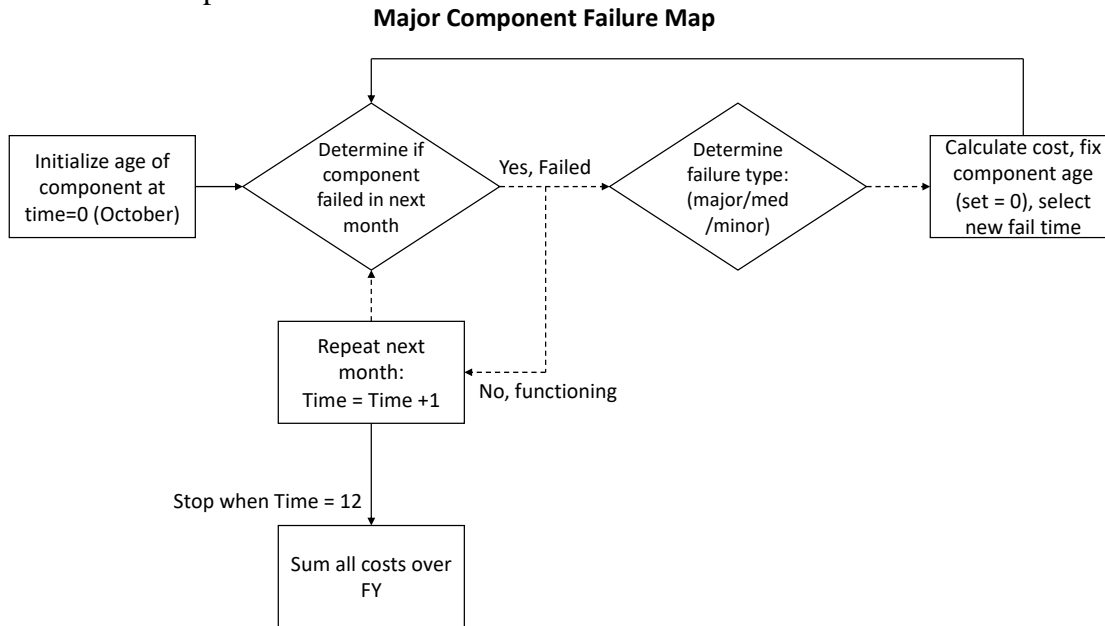 Major Component Failure Map
Initialize age of
component at
time=0 (October)
Determine if
component
failed in next
month
Yes, Failed
Determine
failure type:
(major/med
/minor)
Calculate cost, fix
component age
(set = 0), select
new fail time
Repeat next
month:
Time = Time +1
No, functioning
Stop when Time = 12
Sum all costs over
FY